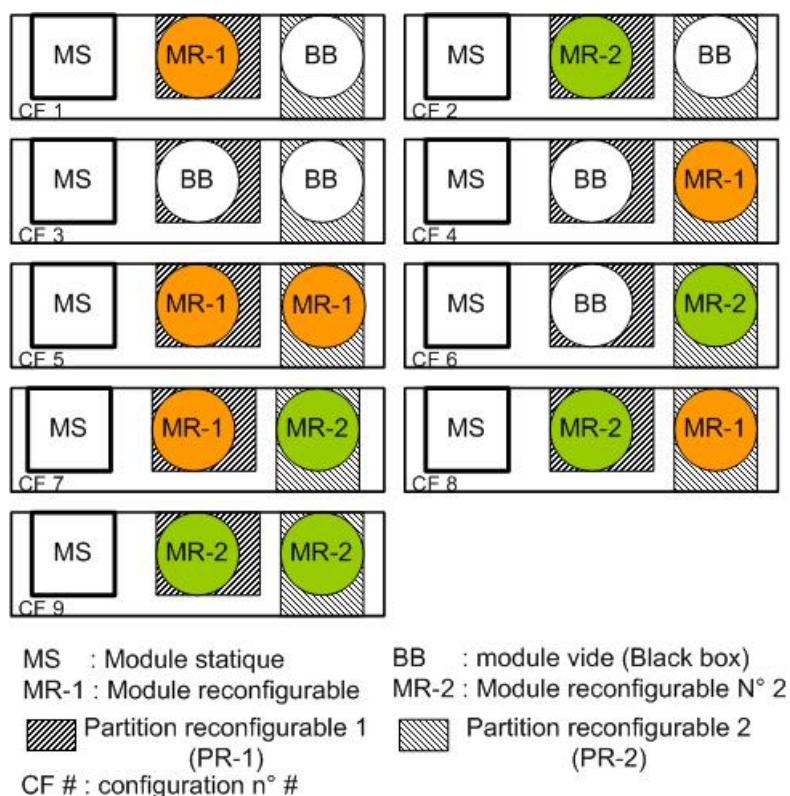 MS MR-1 BB
CF 1
MS MR-2 BB
CF 2
MS BB BB
CF 3
MS BB MR-1
CF 4
MS MR-1 MR-1
CF 5
MS BB MR-2
CF 6
MS MR-1 MR-2
CF 7
MS MR-2 MR-1
CF 8
MS MR-2 MR-2
CF 9
MS : Module statique
BB : module vide (Black box)
MR-1 : Module reconfigurable
MR-2 : Module reconfigurable N° 2
Partition reconfigurable 1
(PR-1)
Partition reconfigurable 2
(PR-2)
CF # : configuration n° #